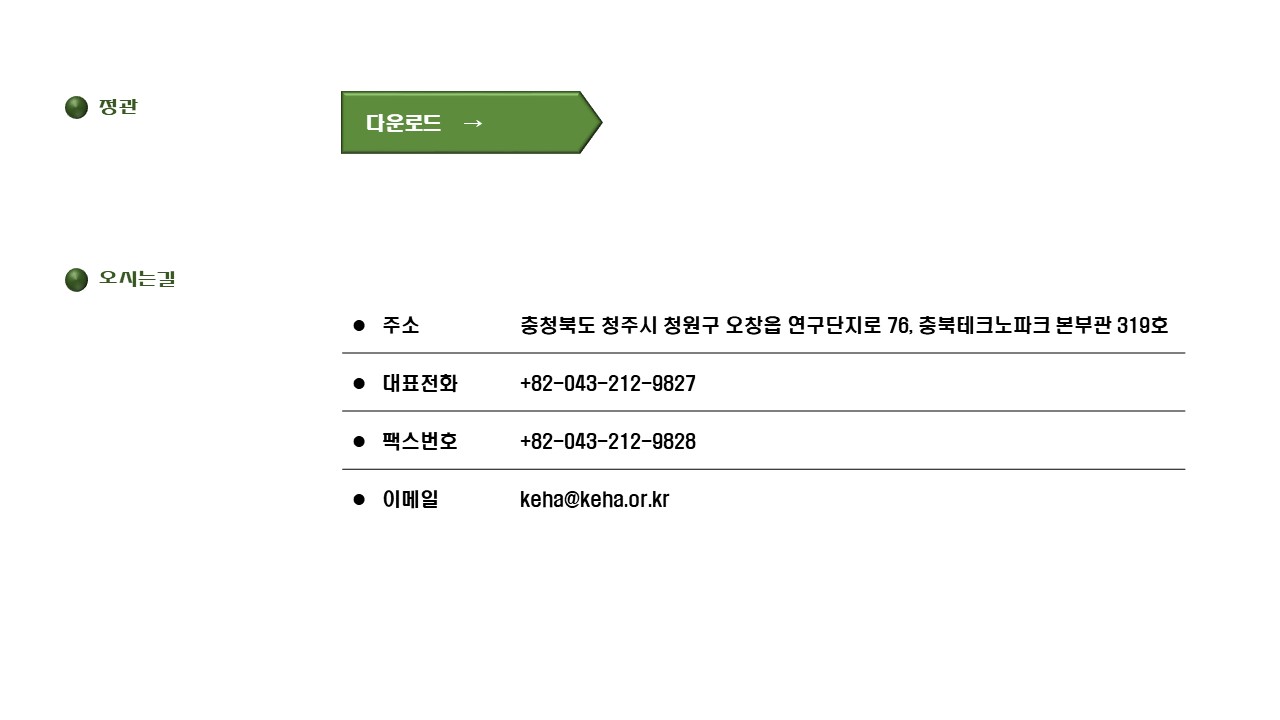 정관
다운로드 →
오시는길
● 주소 충청북도 청주시 청원구 오창읍 연구단지로 76, 충북테크노파크 본부관 319호
● 대표전화 +82-043-212-9827
● 팩스번호 +82-043-212-9828
● 이메일 keha@keha.or.kr